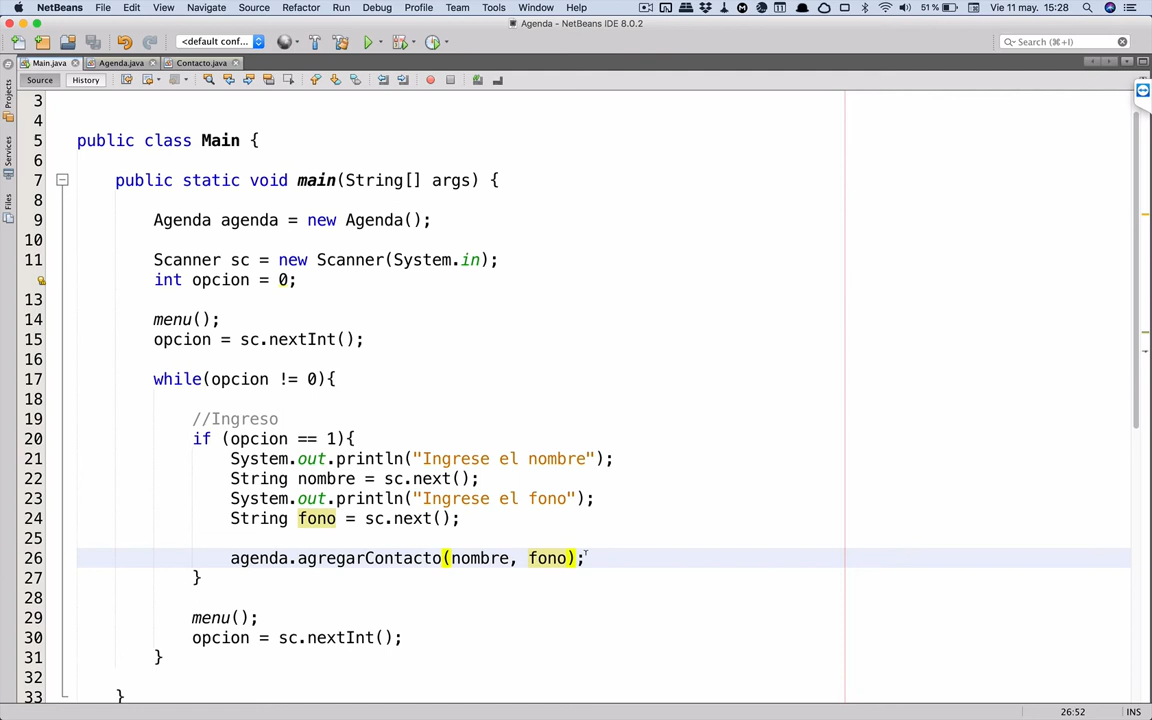 NetBeans File Edit View Navigate Source Refactor Run Debug Profile Team Tools Window Help 51 % Vie 11 may. 15:28
Agenda - NetBeans IDE 8.0.2
<default conf... Search (⌘+I)
Main.java Agenda.java Contacto.java
Source History
Projects
Services
Files
3
4
5 public class Main {
6
7 public static void main(String[] args) {
8
9 Agenda agenda = new Agenda();
10
11 Scanner sc = new Scanner(System.in);
int opcion = 0;
13
14 menu();
15 opcion = sc.nextInt();
16
17 while(opcion != 0){
18
19 //Ingreso
20 if (opcion == 1){
21 System.out.println("Ingrese el nombre");
22 String nombre = sc.next();
23 System.out.println("Ingrese el fono");
24 String fono = sc.next();
25
26 agenda.agregarContacto(nombre, fono);
27 }
28
29 menu();
30 opcion = sc.nextInt();
31 }
32
33 }
26:52 INS